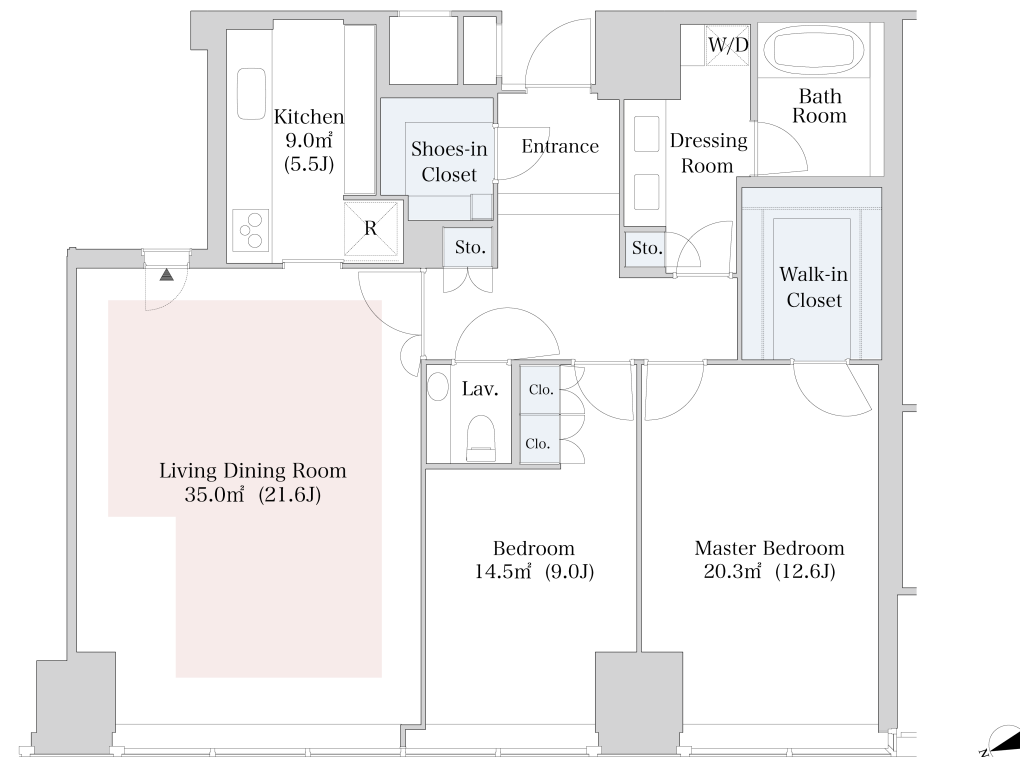 W/D
Bath
Room
Kitchen
9.0㎡
(5.5J)
Shoes-in
Closet
Entrance
Dressing
Room
R
Sto.
Sto.
Walk-in
Closet
Lav.
Clo.
Clo.
Living Dining Room
35.0㎡ (21.6J)
Bedroom
14.5㎡ (9.0J)
Master Bedroom
20.3㎡ (12.6J)
N